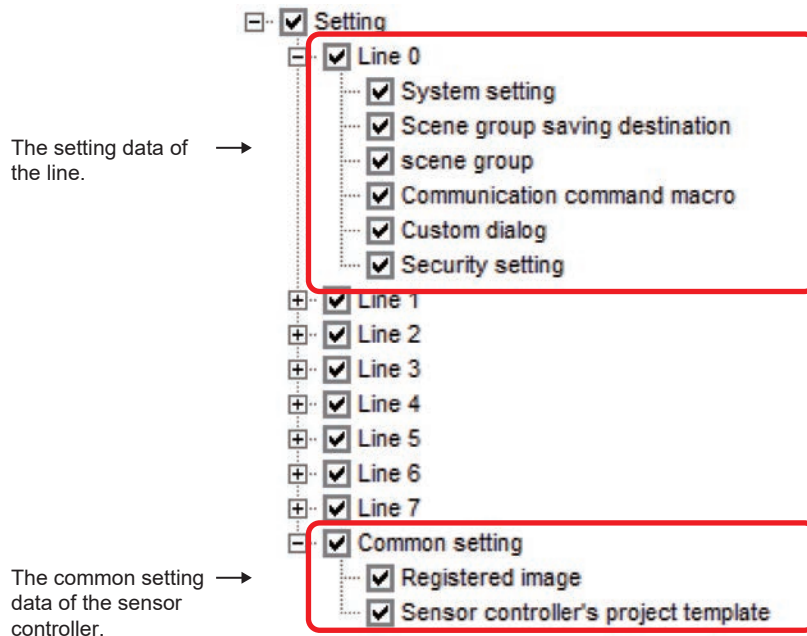 Setting
Line 0
System setting
Scene group saving destination
scene group
Communication command macro
Custom dialog
Security setting
The setting data of
the line.
Line 1
Line 2
Line 3
Line 4
Line 5
Line 6
Line 7
Common setting
Registered image
Sensor controller's project template
The common setting
data of the sensor
controller.